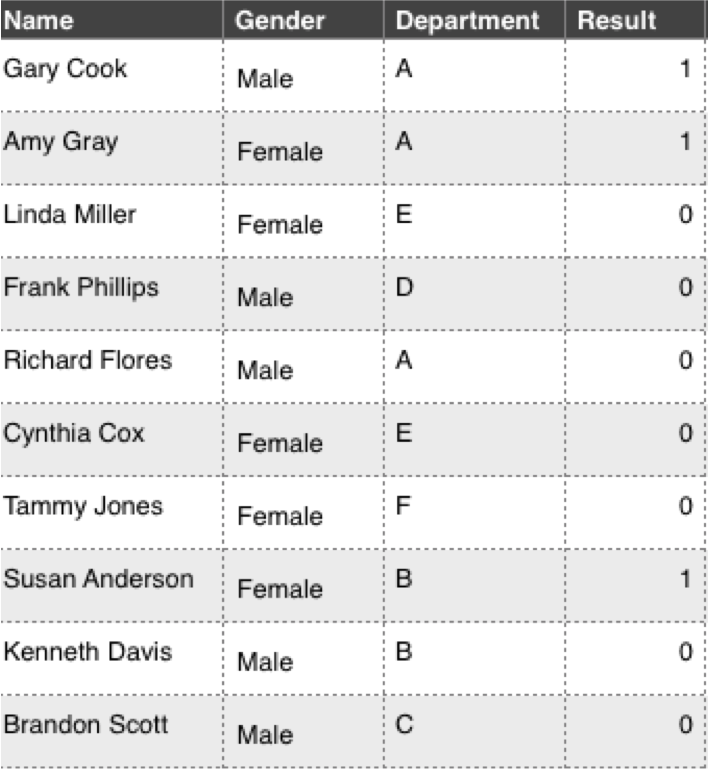 Name Gender Department Result
Gary Cook Male A 1
Amy Gray Female A 1
Linda Miller Female E 0
Frank Phillips Male D 0
Richard Flores Male A 0
Cynthia Cox Female E 0
Tammy Jones Female F 0
Susan Anderson Female B 1
Kenneth Davis Male B 0
Brandon Scott Male C 0